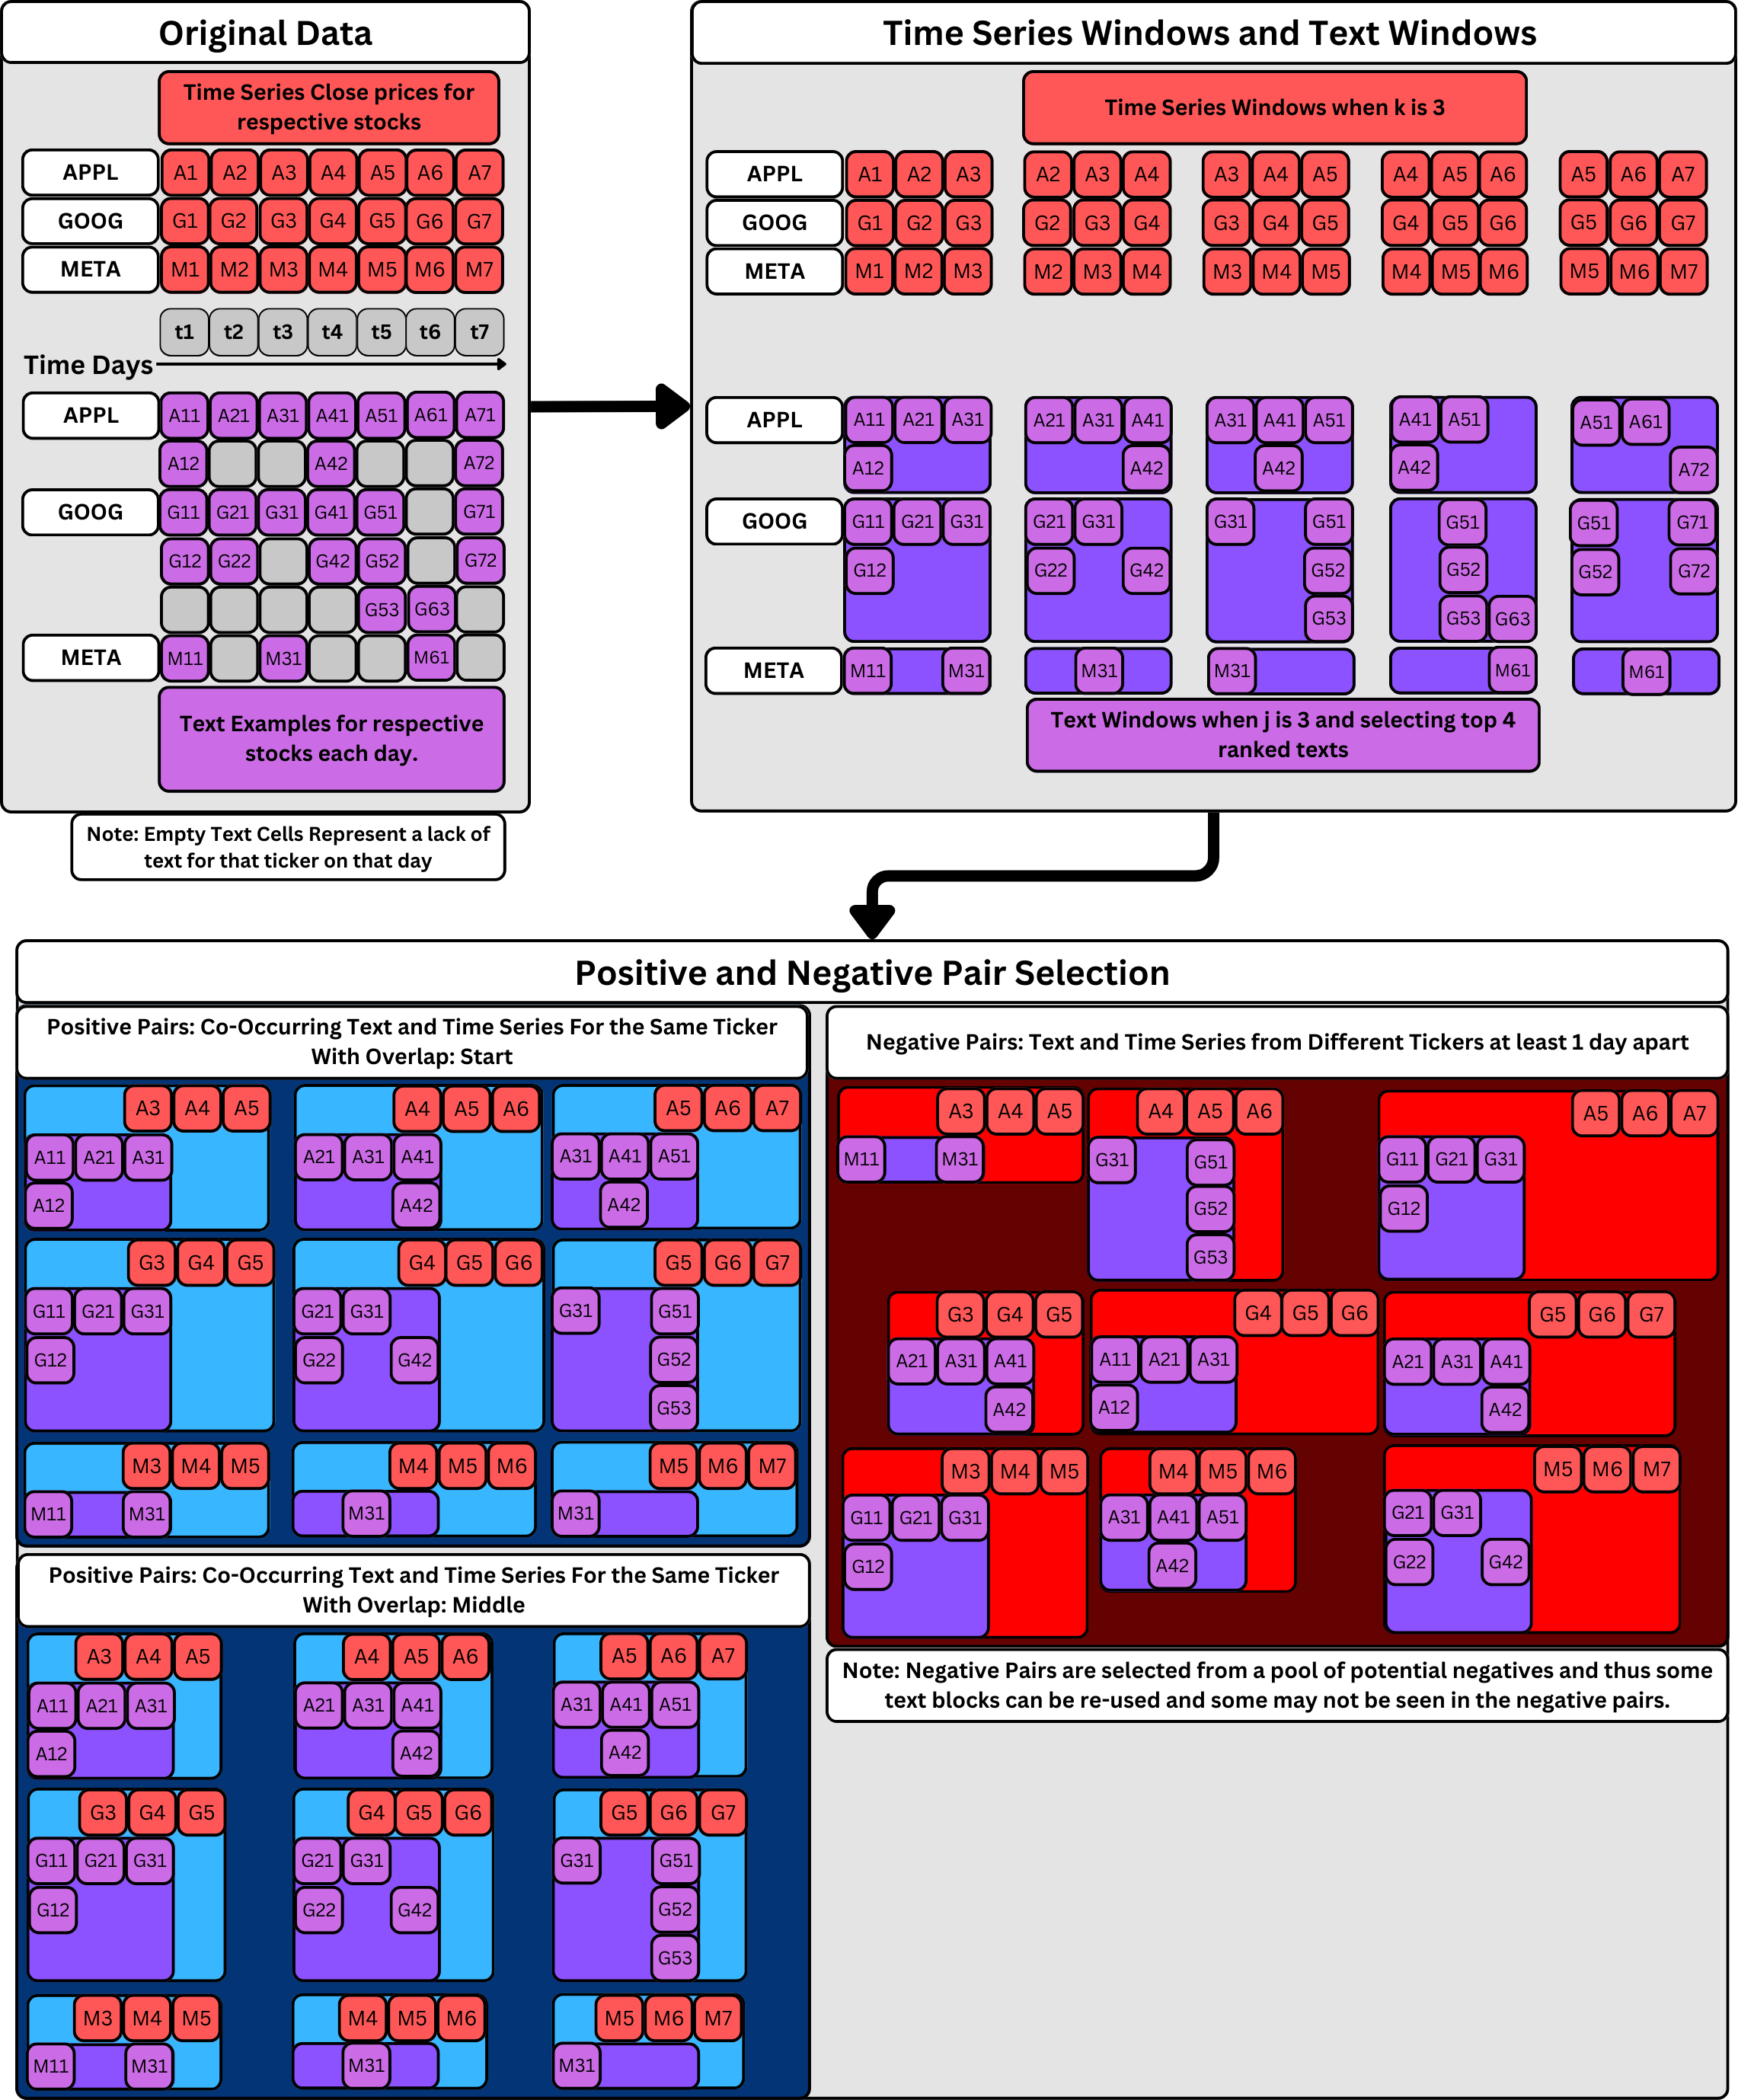 Original Data
Time Series Close prices for
respective stocks
APPL A1 A2 A3 A4 A5 A6 A7
GOOG G1 G2 G3 G4 G5 G6 G7
META M1 M2 M3 M4 M5 M6 M7
t1 t2 t3 t4 t5 t6 t7
Time Days
APPL A11 A21 A31 A41 A51 A61 A71
A12 A42 A72
GOOG G11 G21 G31 G41 G51 G71
G12 G22 G42 G52 G72
G53 G63
META M11 M31 M61
Text Examples for respective
stocks each day.
Note: Empty Text Cells Represent a lack of
text for that ticker on that day
Time Series Windows and Text Windows
Time Series Windows when k is 3
APPL A1 A2 A3 A2 A3 A4 A3 A4 A5 A4 A5 A6 A5 A6 A7
GOOG G1 G2 G3 G2 G3 G4 G3 G4 G5 G4 G5 G6 G5 G6 G7
META M1 M2 M3 M2 M3 M4 M3 M4 M5 M4 M5 M6 M5 M6 M7
APPL A11 A21 A31 A21 A31 A41 A31 A41 A51 A41 A51 A51 A61
A12 A42 A42 A42 A72
GOOG G11 G21 G31 G21 G31 G31 G51 G51 G51 G71
G12 G22 G42 G52 G52 G52 G72
G53 G53 G63
META M11 M31 M31 M31 M61 M61
Text Windows when j is 3 and selecting top 4
ranked texts
Positive and Negative Pair Selection
Positive Pairs: Co-Occurring Text and Time Series For the Same Ticker
With Overlap: Start
A3 A4 A5 A4 A5 A6 A5 A6 A7
A11 A21 A31 A21 A31 A41 A31 A41 A51
A12 A42 A42
G3 G4 G5 G4 G5 G6 G5 G6 G7
G11 G21 G31 G21 G31 G31 G51
G12 G22 G42 G52
G53
M3 M4 M5 M4 M5 M6 M5 M6 M7
M11 M31 M31 M31
Positive Pairs: Co-Occurring Text and Time Series For the Same Ticker
With Overlap: Middle
A3 A4 A5 A4 A5 A6 A5 A6 A7
A11 A21 A31 A21 A31 A41 A31 A41 A51
A12 A42 A42
G3 G4 G5 G4 G5 G6 G5 G6 G7
G11 G21 G31 G21 G31 G31 G51
G12 G22 G42 G52
G53
M3 M4 M5 M4 M5 M6 M5 M6 M7
M11 M31 M31 M31
Negative Pairs: Text and Time Series from Different Tickers at least 1 day apart
A3 A4 A5 A4 A5 A6 A5 A6 A7
M11 M31 G31 G51 G11 G21 G31
G52 G12
G53
G3 G4 G5 G4 G5 G6 G5 G6 G7
A21 A31 A41 A11 A21 A31 A21 A31 A41
A42 A12 A42
M3 M4 M5 M4 M5 M6 M5 M6 M7
G11 G21 G31 A31 A41 A51 G21 G31
G12 A42 G22 G42
Note: Negative Pairs are selected from a pool of potential negatives and thus some
text blocks can be re-used and some may not be seen in the negative pairs.